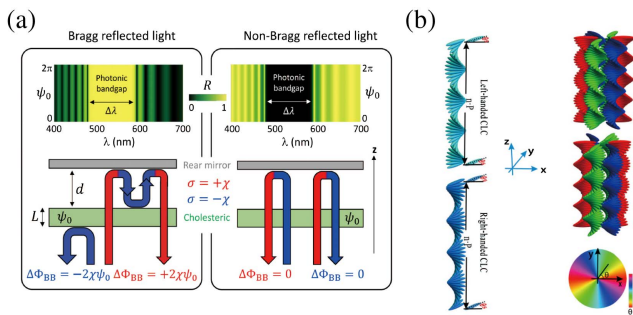 (a)
Bragg reflected light
Non-Bragg reflected light
2π
ψ₀
0
Photonic bandgap
Δλ
400 500 600 700
λ (nm)
R
0 1
Photonic bandgap
Δλ
2π
ψ₀
0
400 500 600 700
λ (nm)
Rear mirror
d
σ = +χ
σ = −χ
L
ψ₀
Cholesteric
ψ₀
z
ΔΦBB = −2χψ₀
ΔΦBB = +2χψ₀
ΔΦBB = 0
ΔΦBB = 0
(b)
Left-handed CLC
n·P
Right-handed CLC
n·P
z
y
x
y
θ
x
θ